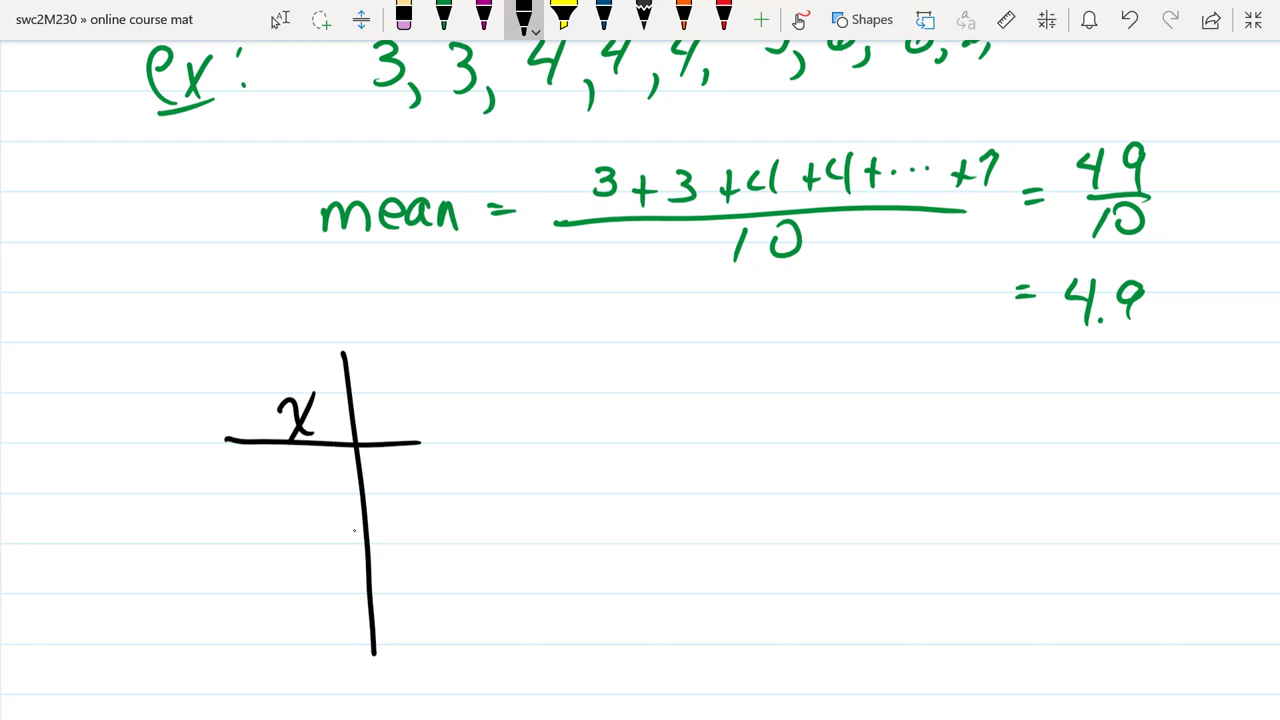 swc2M230 » online course mat
Shapes
ex: 3, 3, 4, 4, 4,
mean = 3 + 3 + 4 + 4 + ... + 7 / 10 = 49 / 10
= 4.9
x